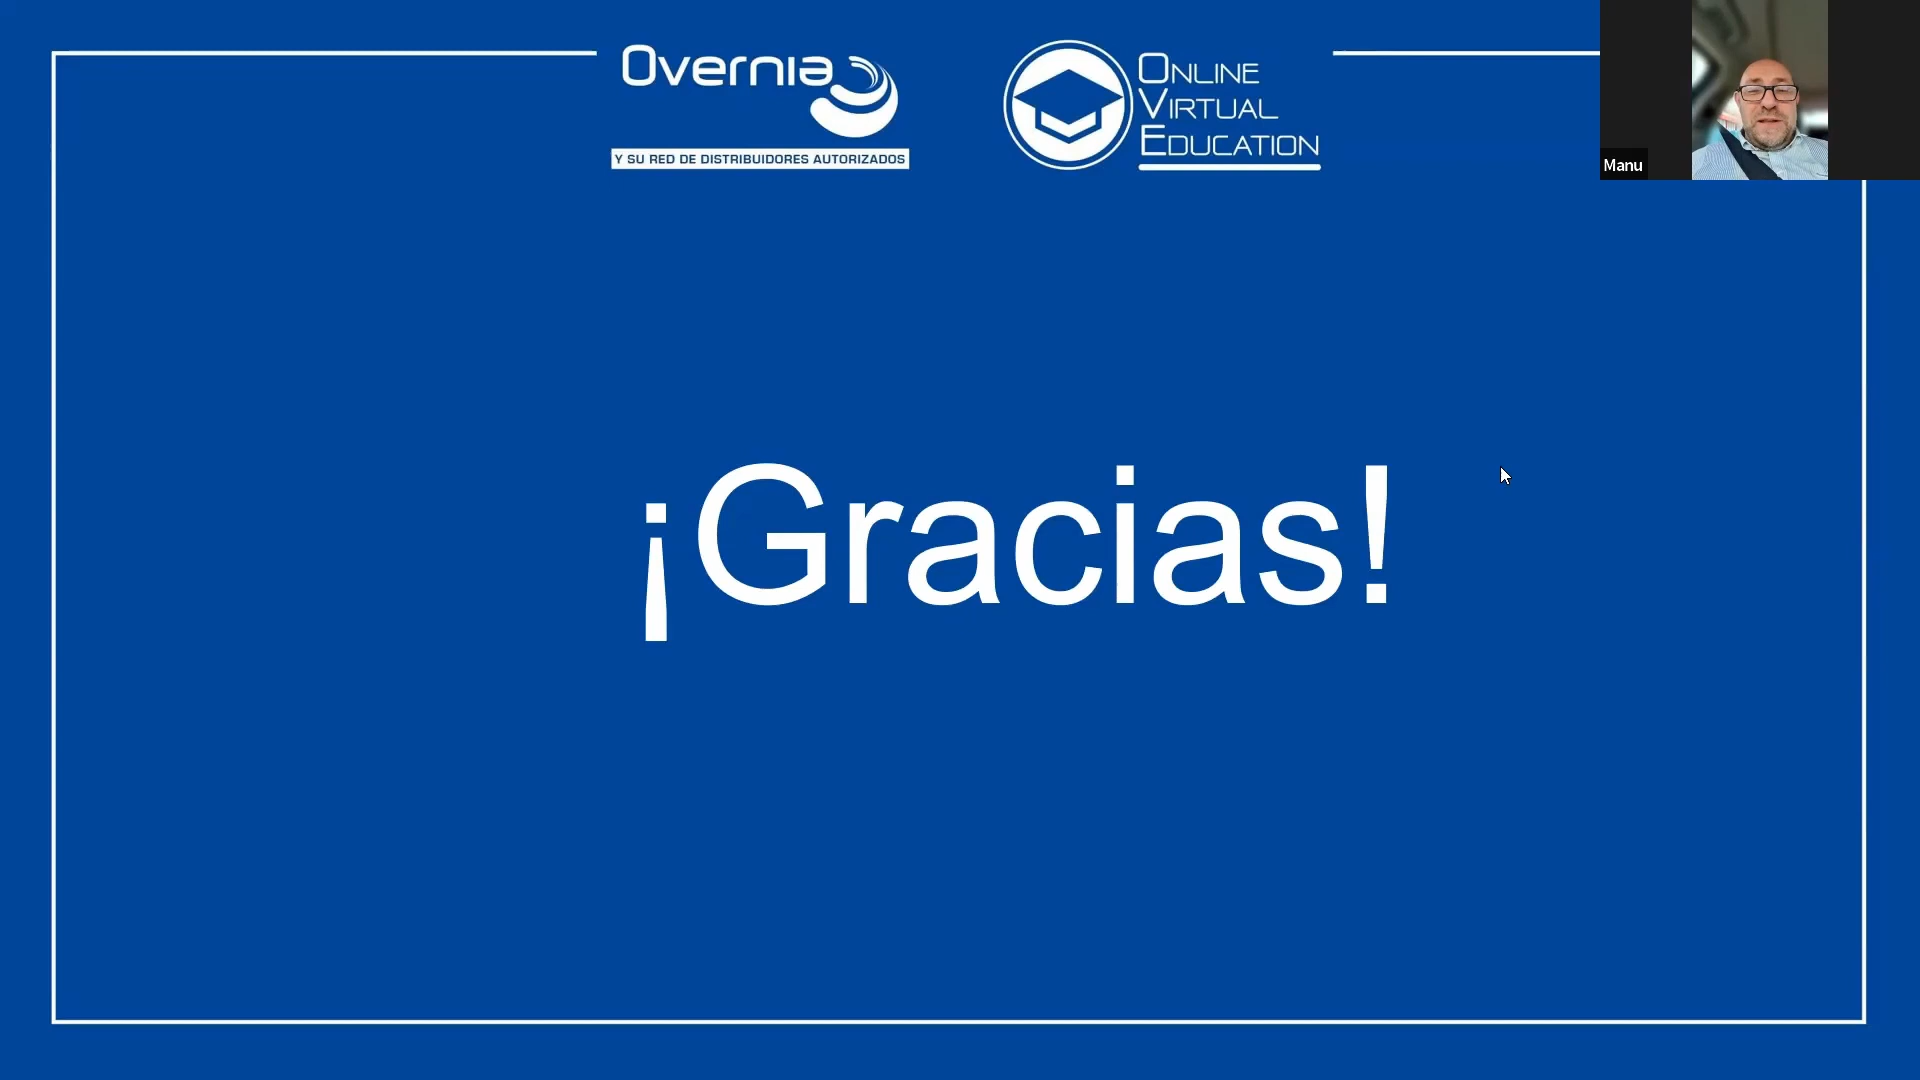 Overnia
Y SU RED DE DISTRIBUIDORES AUTORIZADOS
ONLINE
VIRTUAL
EDUCATION
Manu
¡Gracias!